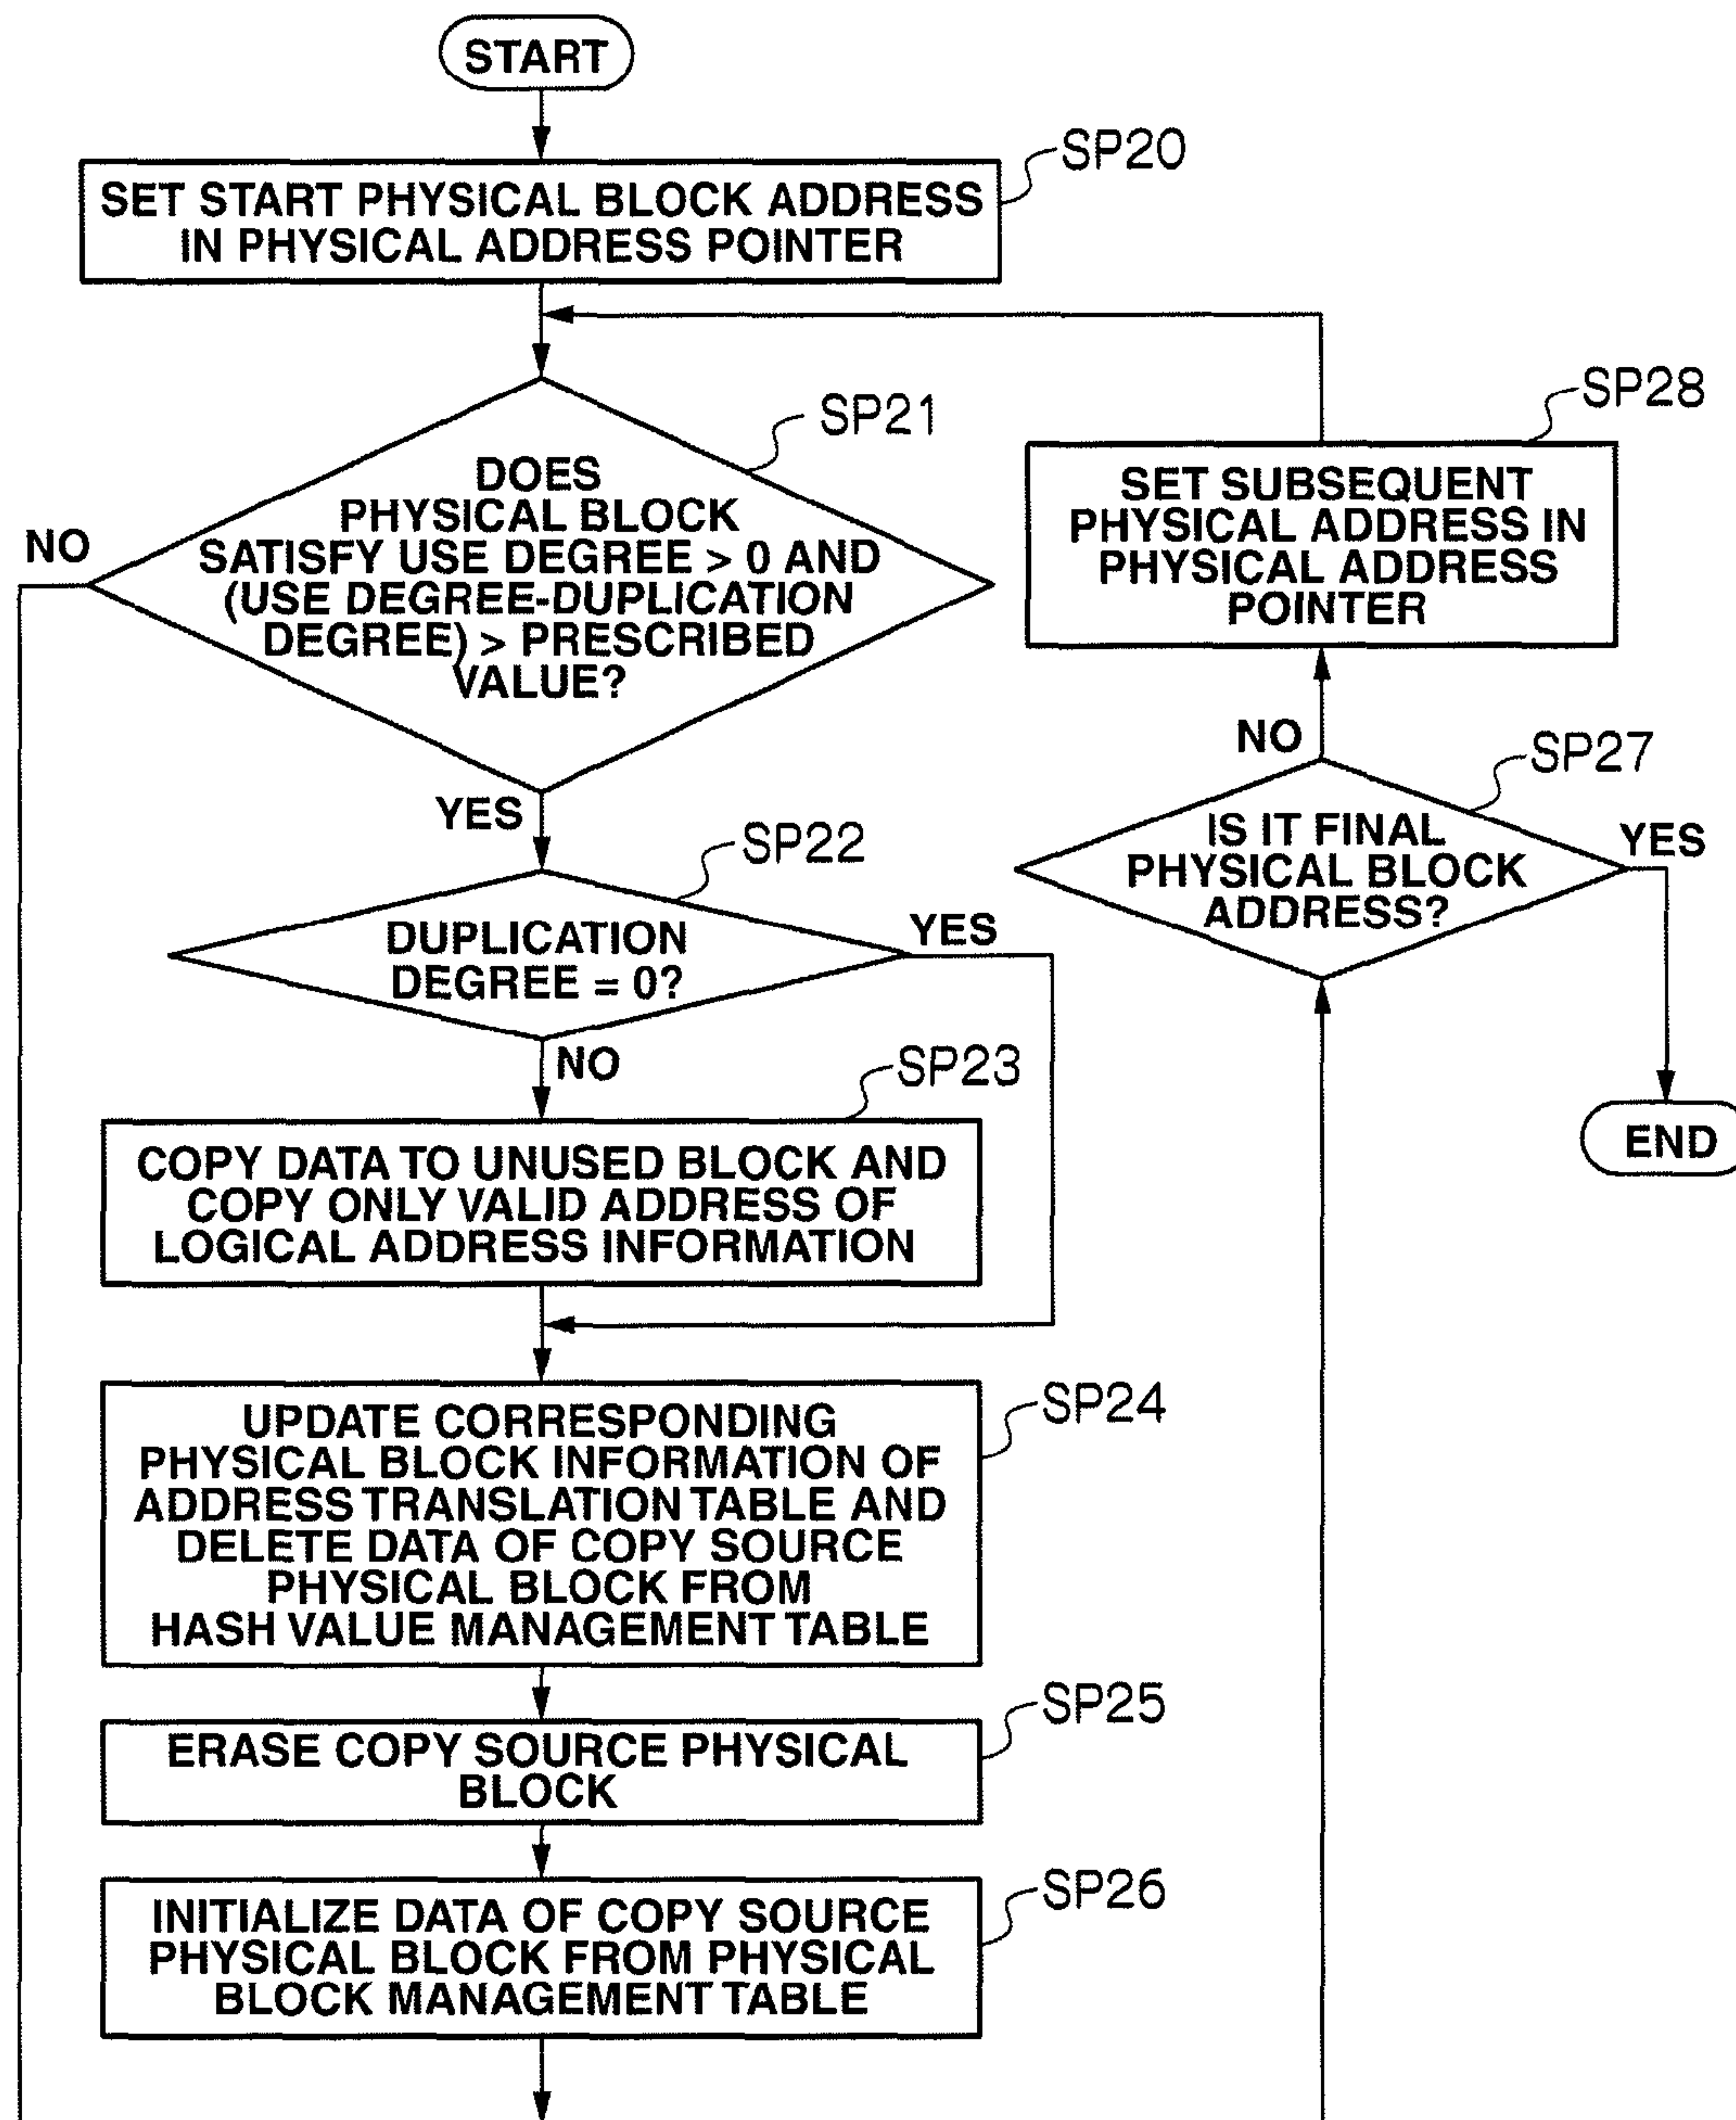 START
SP20
SET START PHYSICAL BLOCK ADDRESS
IN PHYSICAL ADDRESS POINTER
SP21
DOES
PHYSICAL BLOCK
SATISFY USE DEGREE > 0 AND
(USE DEGREE-DUPLICATION
DEGREE) > PRESCRIBED
VALUE?
NO
YES
SP22
DUPLICATION
DEGREE = 0?
YES
NO
SP23
COPY DATA TO UNUSED BLOCK AND
COPY ONLY VALID ADDRESS OF
LOGICAL ADDRESS INFORMATION
SP24
UPDATE CORRESPONDING
PHYSICAL BLOCK INFORMATION OF
ADDRESS TRANSLATION TABLE AND
DELETE DATA OF COPY SOURCE
PHYSICAL BLOCK FROM
HASH VALUE MANAGEMENT TABLE
SP25
ERASE COPY SOURCE PHYSICAL
BLOCK
SP26
INITIALIZE DATA OF COPY SOURCE
PHYSICAL BLOCK FROM PHYSICAL
BLOCK MANAGEMENT TABLE
SP28
SET SUBSEQUENT
PHYSICAL ADDRESS IN
PHYSICAL ADDRESS
POINTER
NO
SP27
IS IT FINAL
PHYSICAL BLOCK
ADDRESS?
YES
END